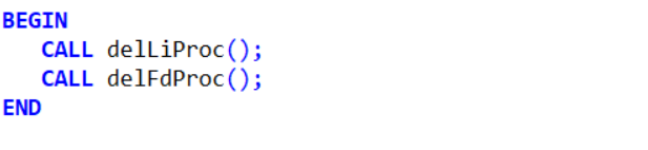 BEGIN
   CALL delLiProc();
   CALL delFdProc();
END